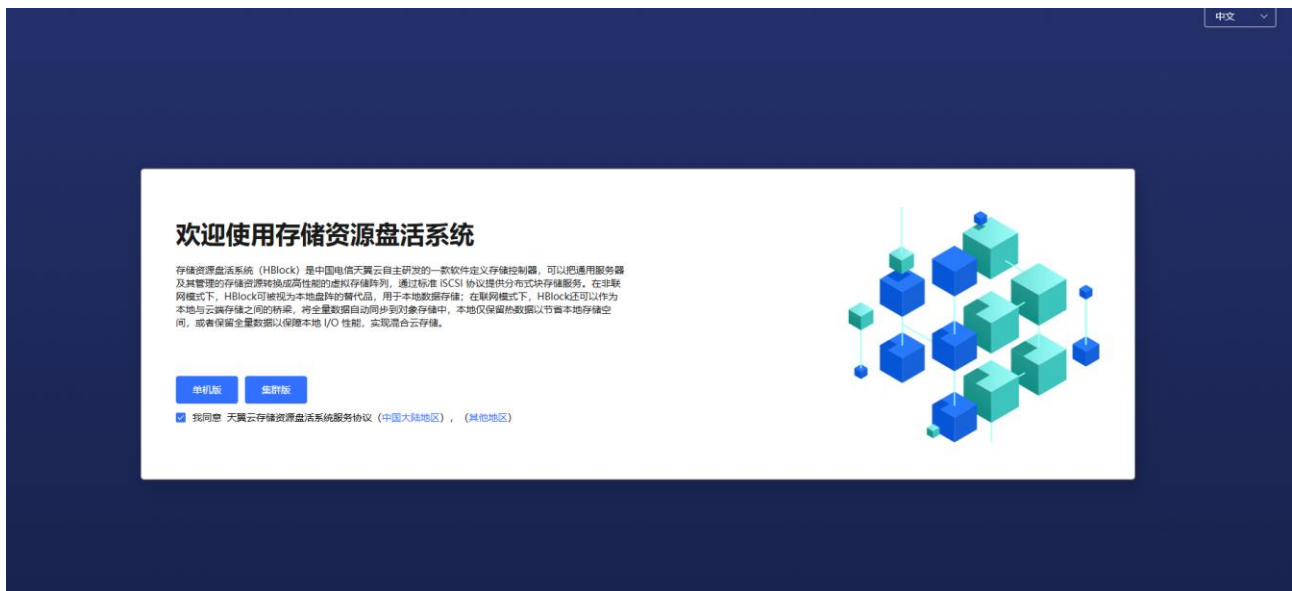 中文
欢迎使用存储资源盘活系统
存储资源盘活系统（HBlock）是中国电信天翼云自主研发的一款软件定义存储控制器，可以把通用服务器
及其管理的存储资源转换成高性能的虚拟存储阵列，通过标准 iSCSI 协议提供分布式块存储服务。在非联
网模式下，HBlock可被视为本地盘阵的替代品，用于本地数据存储；在联网模式下，HBlock还可以作为
本地与云端存储之间的桥梁，将全量数据自动同步到对象存储中，本地仅保留热数据以节省本地存储空
间，或者保留全量数据以保障本地 I/O 性能，实现混合云存储。
单机版 集群版
我同意 天翼云存储资源盘活系统服务协议（中国大陆地区），（其他地区）